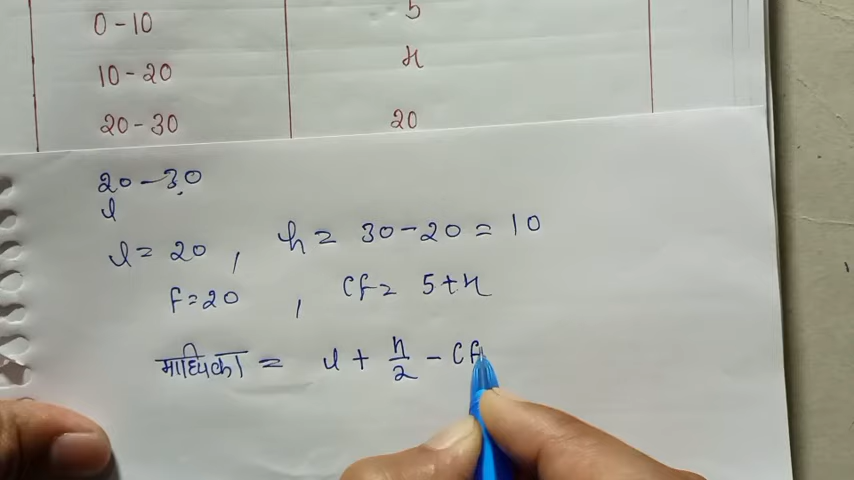 0-10 5
10-20 x
20-30 20
20-30
l
l = 20 , h = 30-20 = 10
f = 20 , cf = 5+x
माध्यिका = l + n/2 - cf